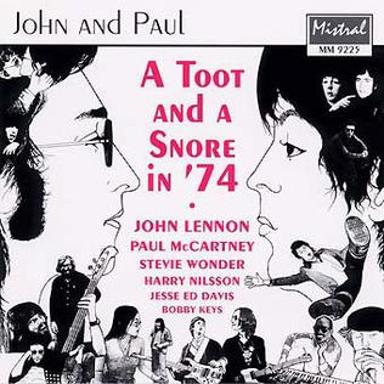 John and Paul
Mistral
MM 9225
A Toot
and a
Snore
in '74
John Lennon
Paul McCartney
Stevie Wonder
Harry Nilsson
Jesse Ed Davis
Bobby Keys